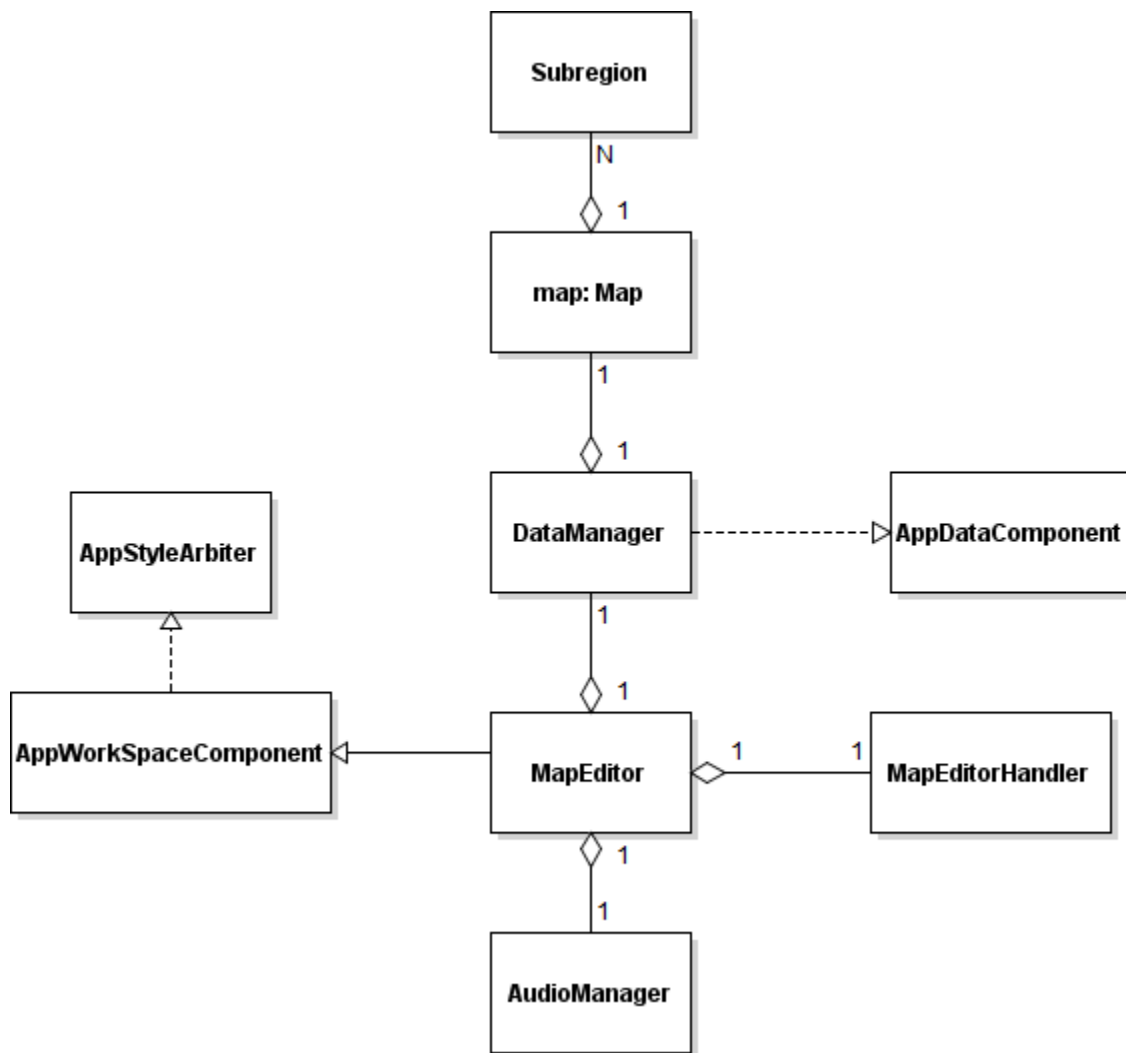 Subregion
N
1
map: Map
1
1
DataManager
AppDataComponent
AppStyleArbiter
1
1
AppWorkSpaceComponent
MapEditor
1
1
MapEditorHandler
1
1
AudioManager